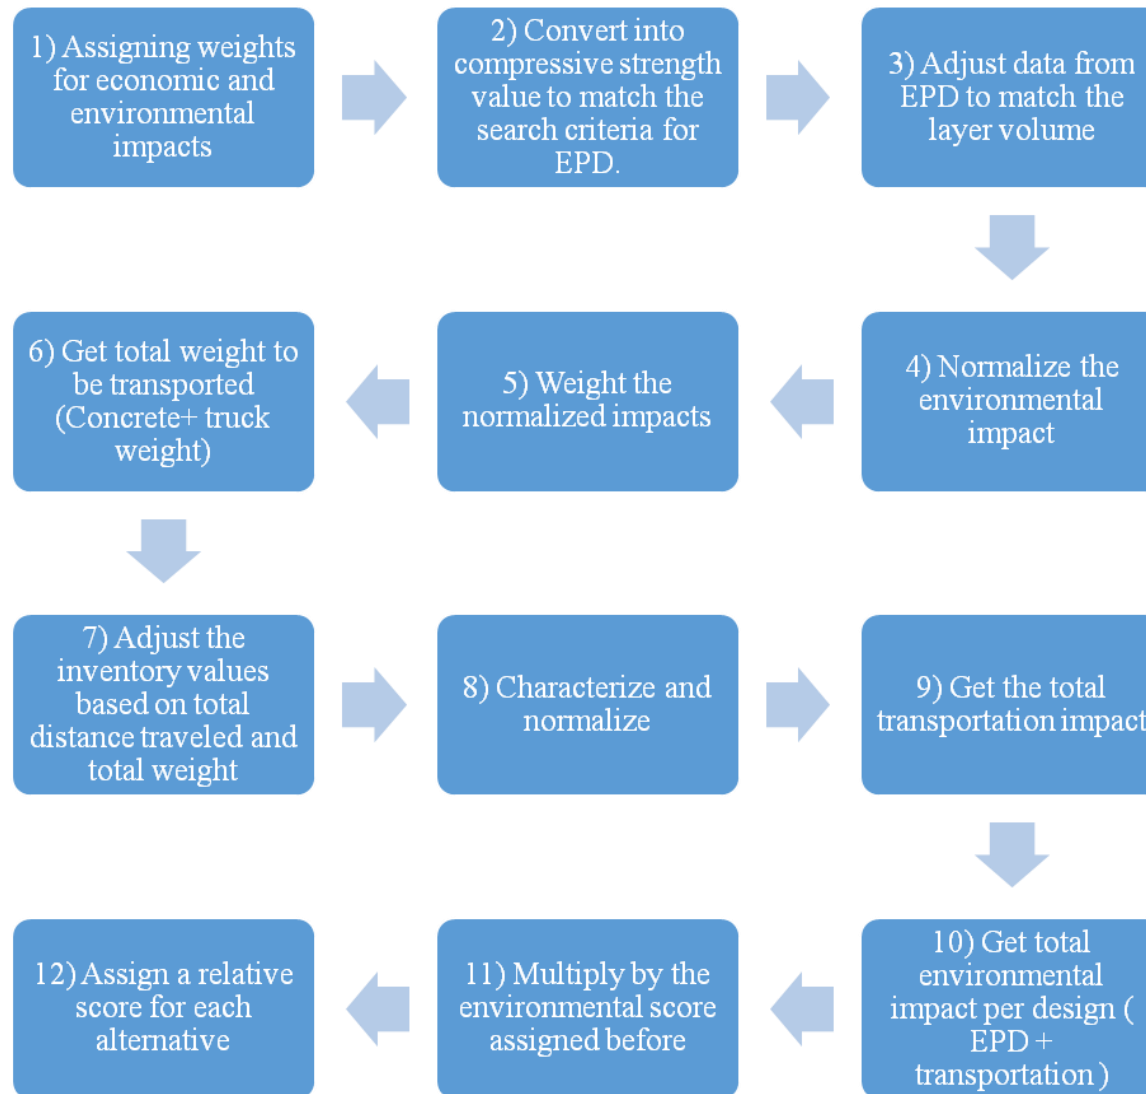 1) Assigning weights
for economic and
environmental
impacts
2) Convert into
compressive strength
value to match the
search criteria for
EPD.
3) Adjust data from
EPD to match the
layer volume
4) Normalize the
environmental
impact
5) Weight the
normalized impacts
6) Get total weight to
be transported
(Concrete+ truck
weight)
7) Adjust the
inventory values
based on total
distance traveled and
total weight
8) Characterize and
normalize
9) Get the total
transportation impact
10) Get total
environmental
impact per design (
EPD +
transportation )
11) Multiply by the
environmental score
assigned before
12) Assign a relative
score for each
alternative